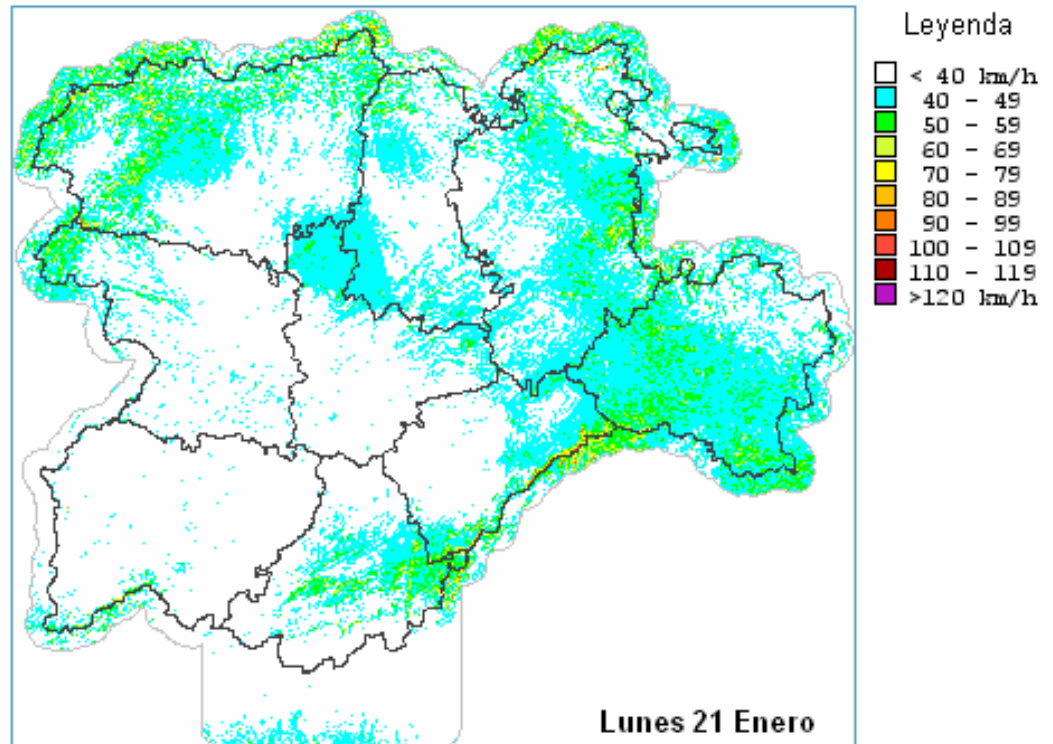 Leyenda
< 40 km/h
40 - 49
50 - 59
60 - 69
70 - 79
80 - 89
90 - 99
100 - 109
110 - 119
>120 km/h
Lunes 21 Enero